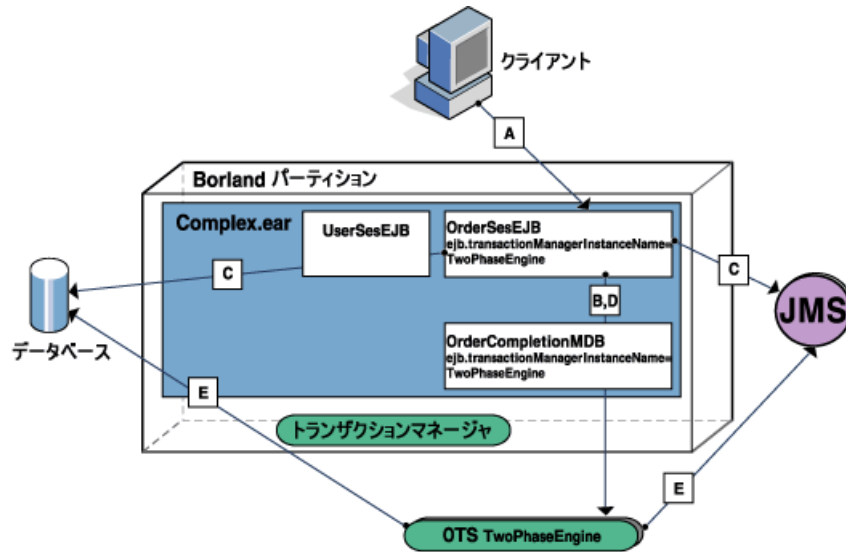 クライアント
A
Borland パーティション
Complex.ear
UserSesEJB
OrderSesEJB
ejb.transactionManagerInstanceName=
TwoPhaseEngine
C
C
B,D
JMS
データベース
OrderCompletionMDB
ejb.transactionManagerInstanceName=
TwoPhaseEngine
E
トランザクションマネージャ
E
OTS TwoPhaseEngine